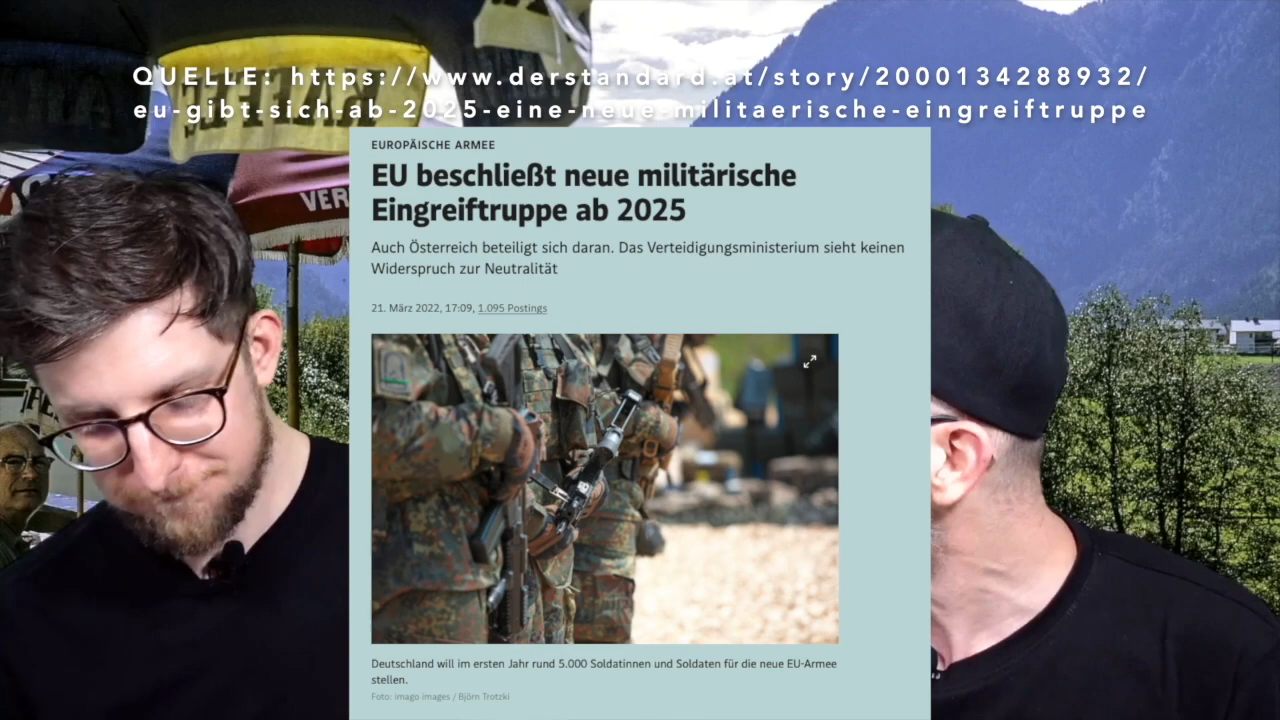 QUELLE: https://www.derstandard.at/story/2000134288932/
eu-gibt-sich-ab-2025-eine-neue-militaerische-eingreiftruppe
EUROPÄISCHE ARMEE
EU beschließt neue militärische
Eingreiftruppe ab 2025
Auch Österreich beteiligt sich daran. Das Verteidigungsministerium sieht keinen
Widerspruch zur Neutralität
21. März 2022, 17:09, 1.095 Postings
Deutschland will im ersten Jahr rund 5.000 Soldatinnen und Soldaten für die neue EU-Armee
stellen.
Foto: imago images / Björn Trotzki